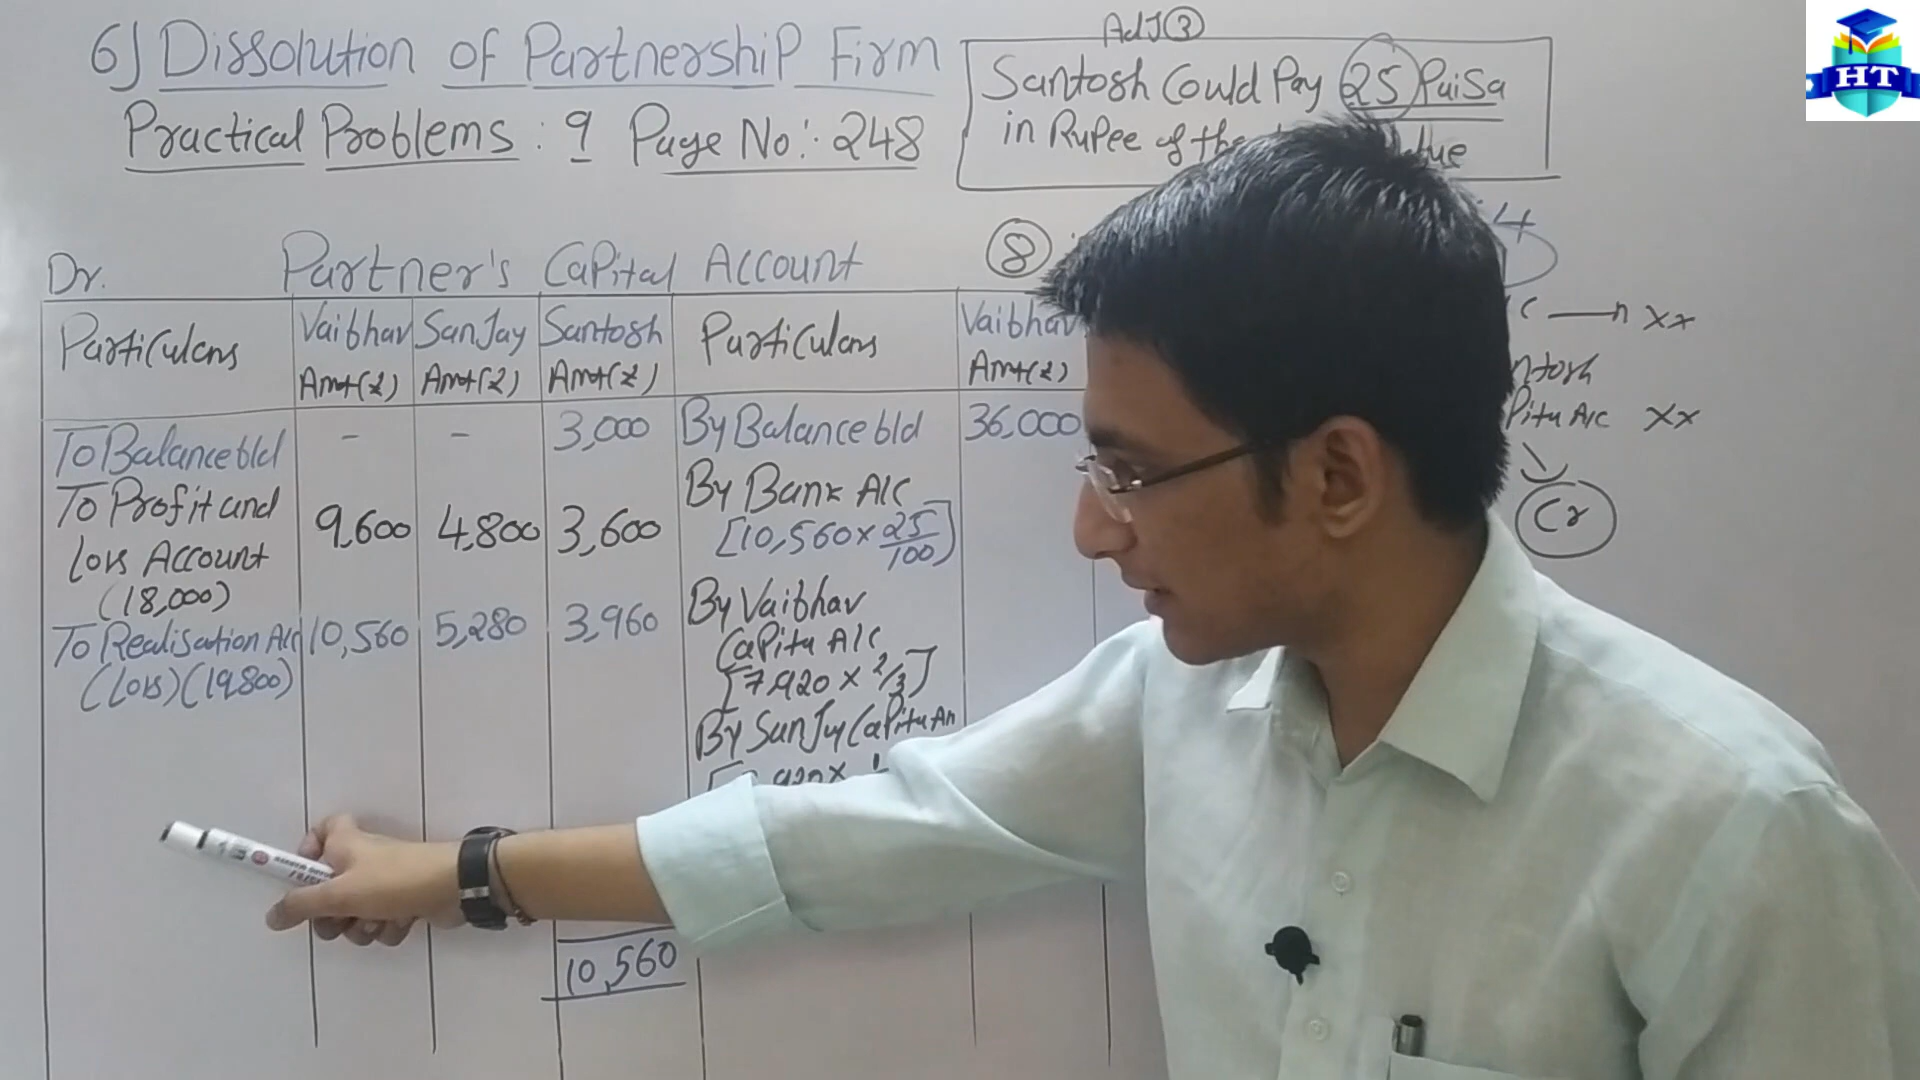 6) Dissolution of Partnership Firm
Practical Problems : 9 Page No:- 248
Adj ③
Santosh Could Pay 25 Paisa
in Rupee of the
HT
Dr. Partner's Capital Account
⑧
Particulars Vaibhav Amt(₹) Sanjay Amt(₹) Santosh Amt(₹) Particulars Vaibhav Amt(₹)
To Balance b/d - - 3,000 By Balance b/d 36,000
To Profit and
Loss Account 9,600 4,800 3,600
(18,000)
To Realisation A/c 10,560 5,280 3,960
(Loss)(19,800)
By Bank A/c
[10,560 × 25/100]
By Vaibhav
Capital A/c
[7,920 × 2/3]
By Sanjay Capital A/c
920 ×
10,560
xx
xx
Cr